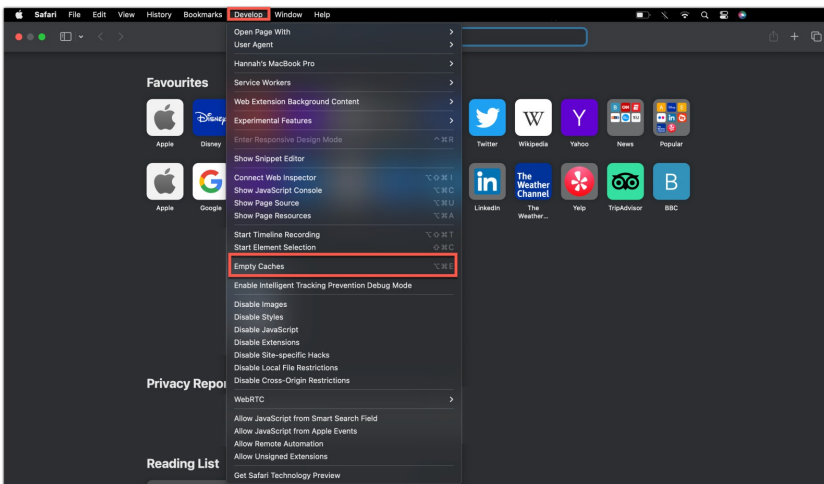 Safari File Edit View History Bookmarks Develop Window Help
Open Page With
User Agent
Hannah's MacBook Pro
Service Workers
Web Extension Background Content
Experimental Features
Enter Responsive Design Mode ⌃⌘R
Show Snippet Editor
Connect Web Inspector ⌥⇧⌘I
Show JavaScript Console ⌥⌘C
Show Page Source ⌥⌘U
Show Page Resources ⌥⌘A
Start Timeline Recording ⌥⇧⌘T
Start Element Selection ⇧⌘C
Empty Caches ⌥⌘E
Enable Intelligent Tracking Prevention Debug Mode
Disable Images
Disable Styles
Disable JavaScript
Disable Extensions
Disable Site-specific Hacks
Disable Local File Restrictions
Disable Cross-Origin Restrictions
WebRTC
Allow JavaScript from Smart Search Field
Allow JavaScript from Apple Events
Allow Remote Automation
Allow Unsigned Extensions
Get Safari Technology Preview
Favourites
Disney
W Y
Apple Disney Twitter Wikipedia Yahoo News Popular
G in The Weather Channel B
Apple Google LinkedIn The Weather... Yelp TripAdvisor BBC
Privacy Repo
Reading List